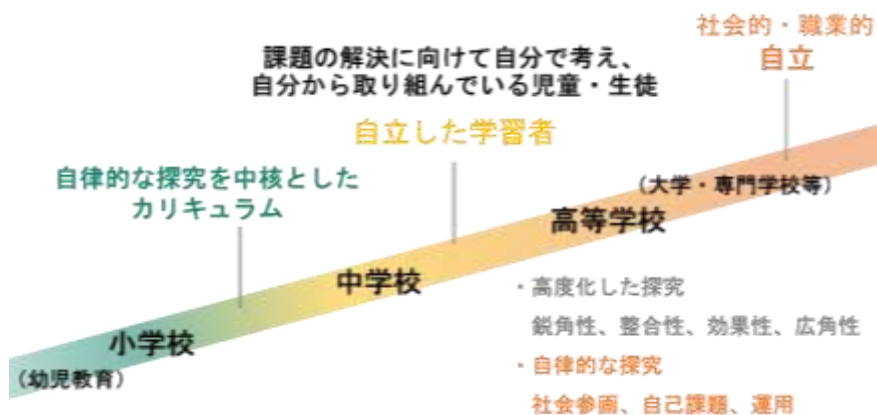 社会的・職業的
自立
課題の解決に向けて自分で考え、
自分から取り組んでいる児童・生徒
自立した学習者
自律的な探究を中核とした
カリキュラム
（大学・専門学校等）
高等学校
中学校
小学校
（幼児教育）
・高度化した探究
鋭角性、整合性、効果性、広角性
・自律的な探究
社会参画、自己課題、運用